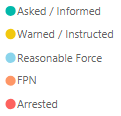 Asked / Informed
Warned / Instructed
Reasonable Force
FPN
Arrested